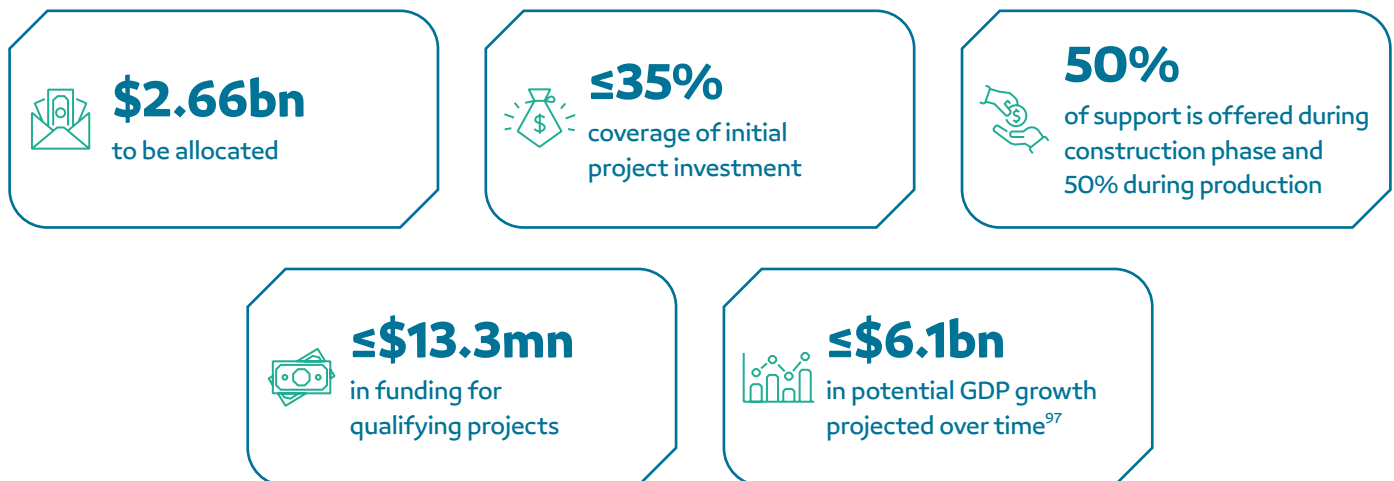 $2.66bn
to be allocated
≤35%
coverage of initial
project investment
50%
of support is offered during
construction phase and
50% during production
≤$13.3mn
in funding for
qualifying projects
≤$6.1bn
in potential GDP growth
projected over time⁹⁷